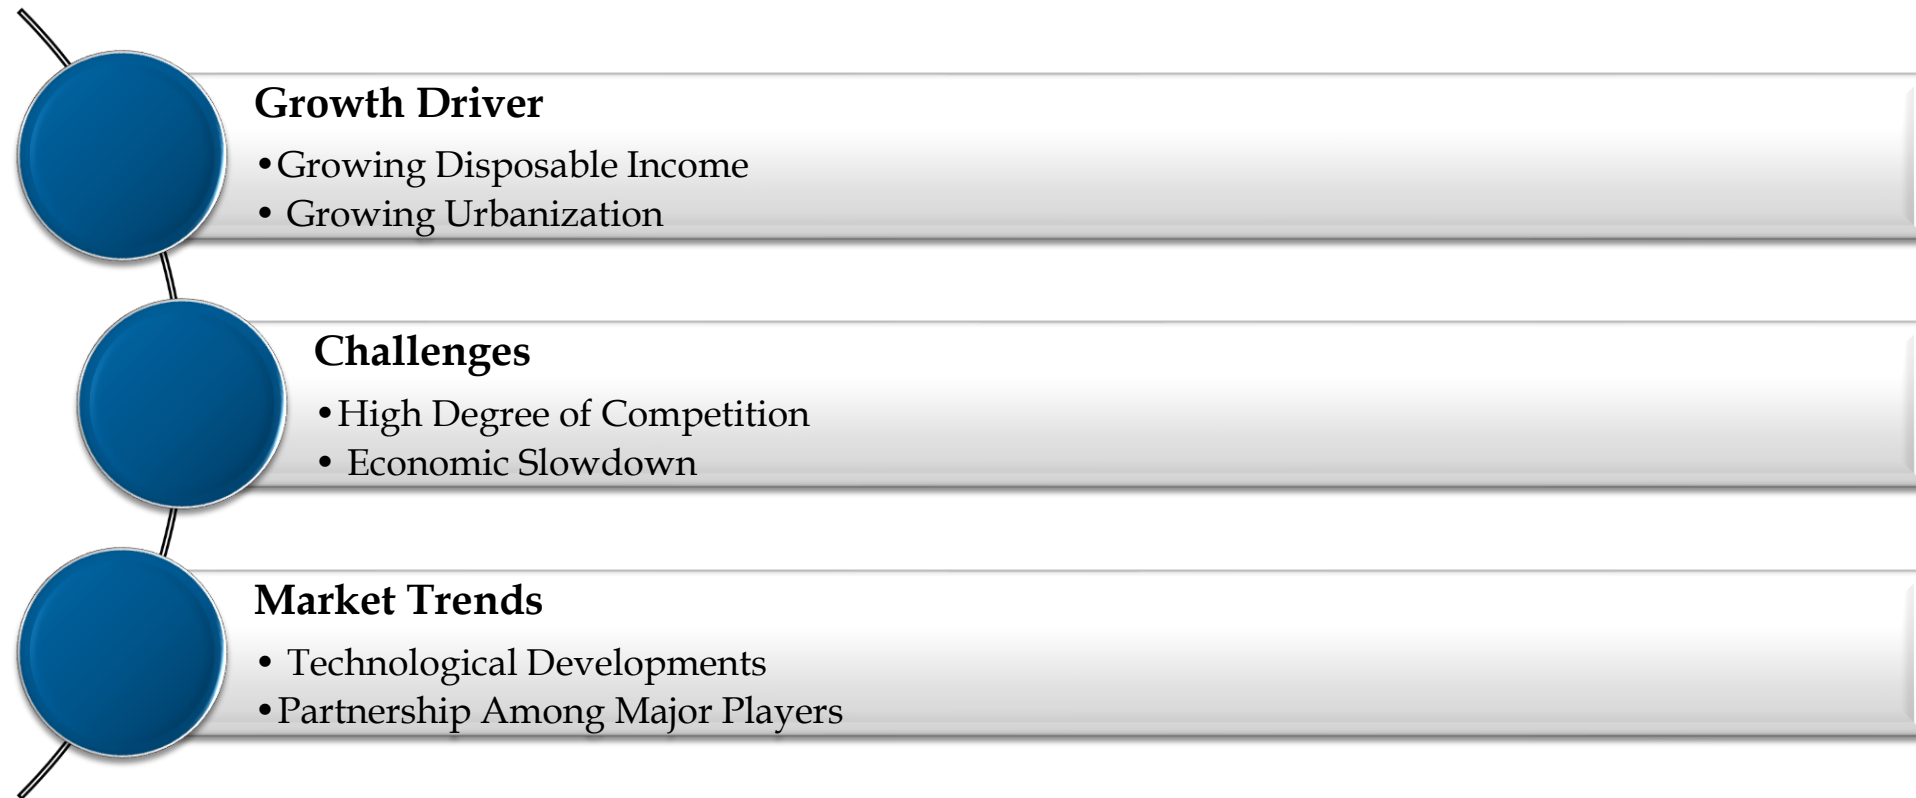 Growth Driver
•Growing Disposable Income
• Growing Urbanization
Challenges
•High Degree of Competition
• Economic Slowdown
Market Trends
• Technological Developments
•Partnership Among Major Players